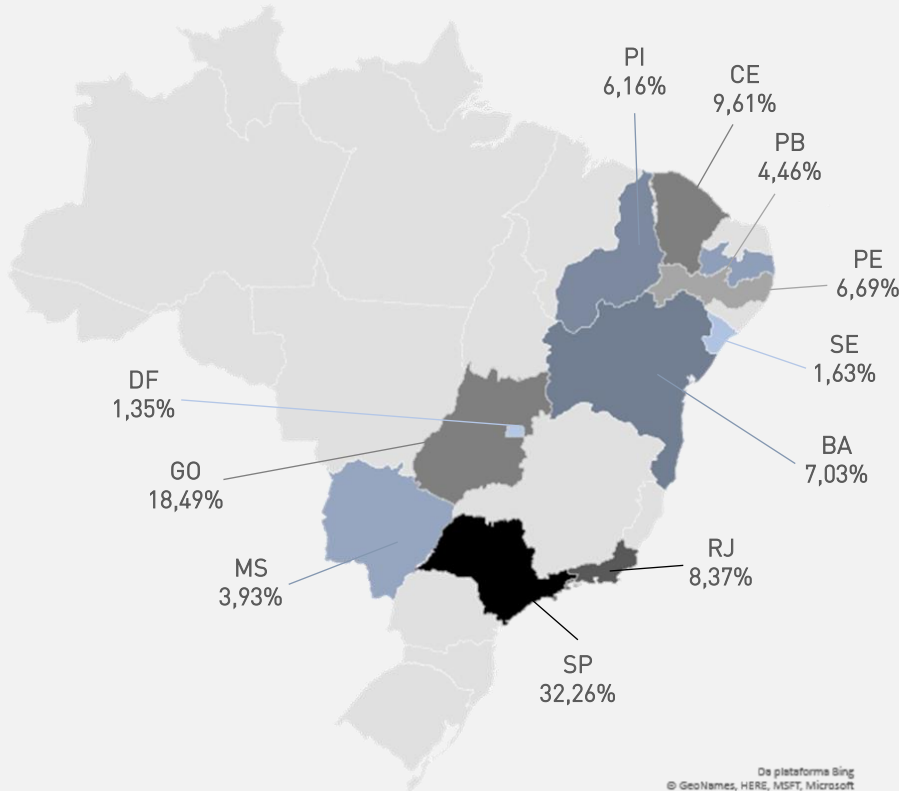 PI
6,16%
CE
9,61%
PB
4,46%
PE
6,69%
SE
1,63%
DF
1,35%
BA
7,03%
GO
18,49%
RJ
8,37%
MS
3,93%
SP
32,26%
Da plataforma Bing
© GeoNames, HERE, MSFT, Microsoft